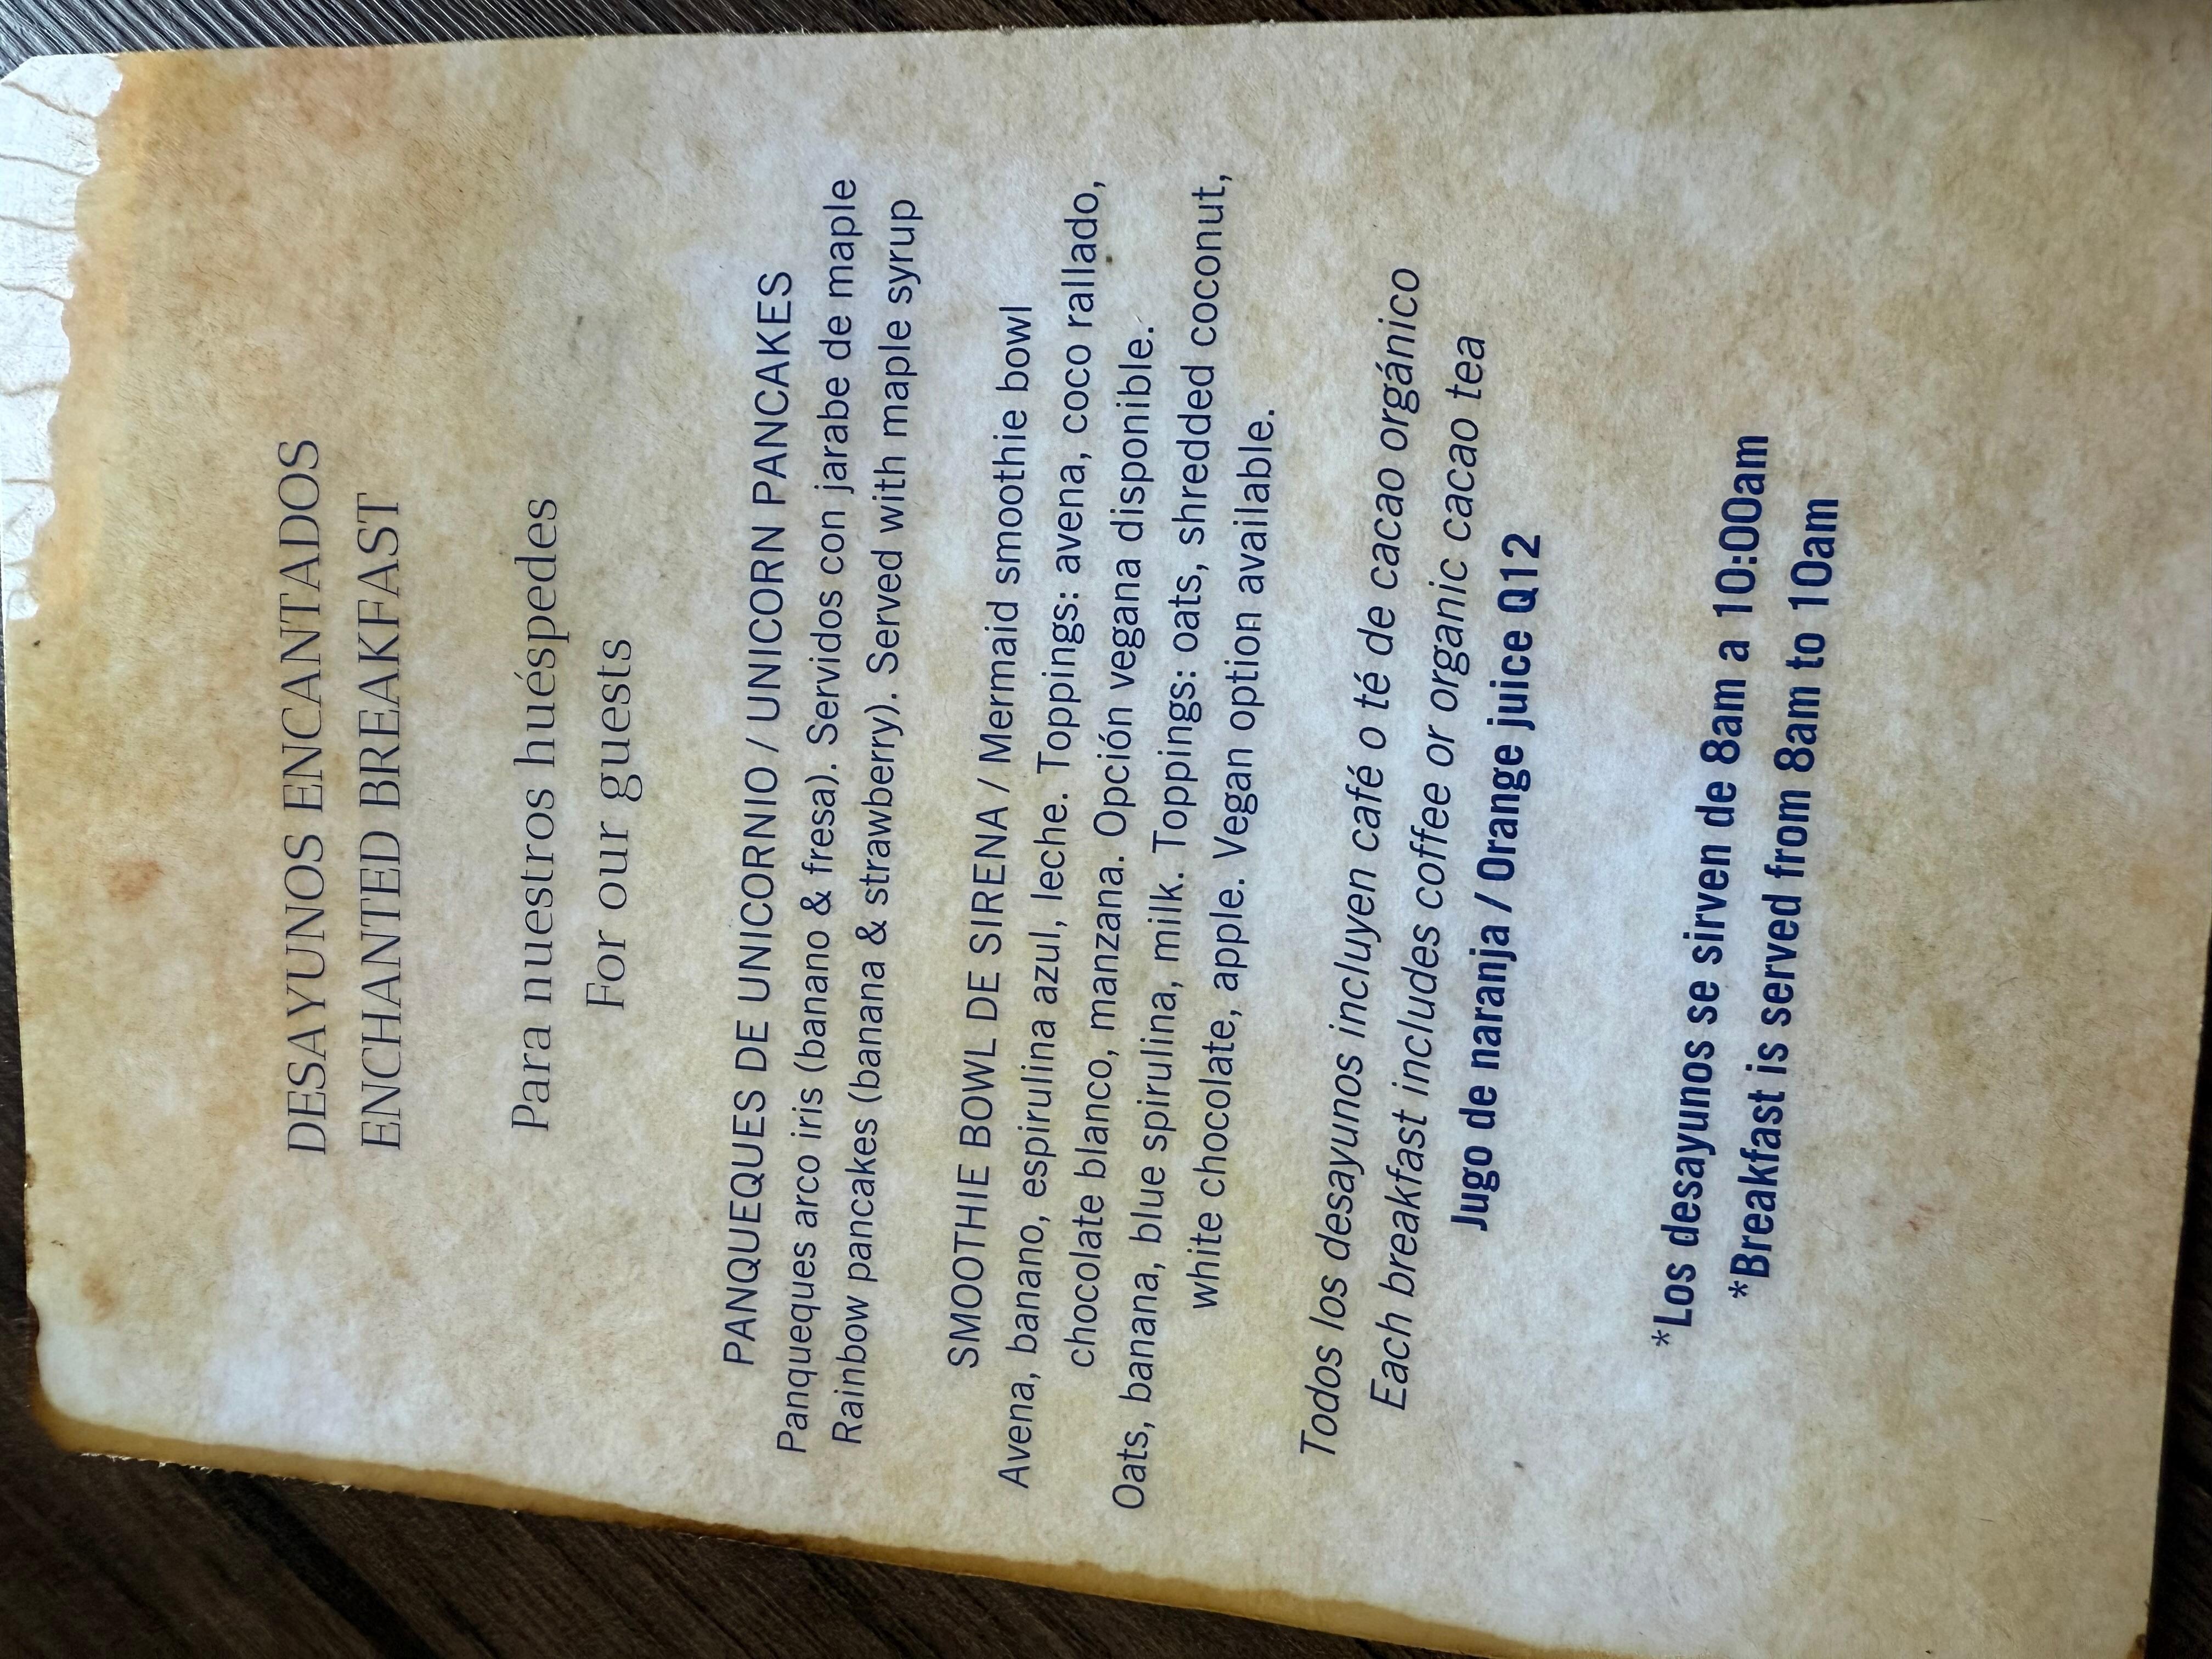 DESAYUNOS ENCANTADOS
ENCHANTED BREAKFAST
Para nuestros huéspedes
For our guests
PANQUEQUES DE UNICORNIO / UNICORN PANCAKES
Panqueques arco iris (banano & fresa). Servidos con jarabe de maple
Rainbow pancakes (banana & strawberry). Served with maple syrup
SMOOTHIE BOWL DE SIRENA / Mermaid smoothie bowl
Avena, banano, espirulina azul, leche. Toppings: avena, coco rallado,
chocolate blanco, manzana. Opción vegana disponible.
Oats, banana, blue spirulina, milk. Toppings: oats, shredded coconut,
white chocolate, apple. Vegan option available.
Todos los desayunos incluyen café o té de cacao orgánico
Each breakfast includes coffee or organic cacao tea
Jugo de naranja / Orange juice Q12
*Los desayunos se sirven de 8am a 10:00am
*Breakfast is served from 8am to 10am